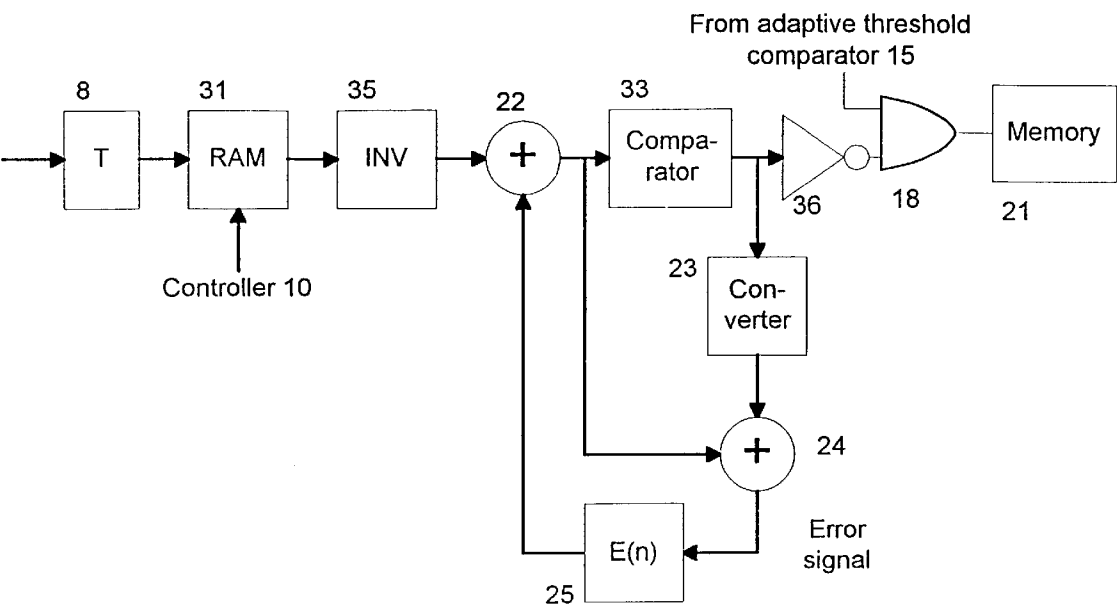 From adaptive threshold
comparator 15
8
31
35
22
33
T
RAM
INV
+
Compa-
rator
36
18
Memory
21
Controller 10
23
Con-
verter
+
24
E(n)
25
Error
signal